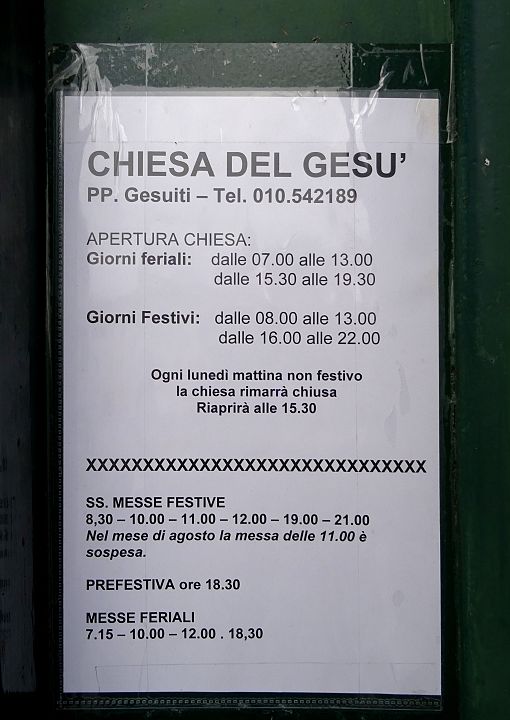 CHIESA DEL GESU'
PP. Gesuiti – Tel. 010.542189
APERTURA CHIESA:
Giorni feriali: dalle 07.00 alle 13.00
dalle 15.30 alle 19.30
Giorni Festivi: dalle 08.00 alle 13.00
dalle 16.00 alle 22.00
Ogni lunedì mattina non festivo
la chiesa rimarrà chiusa
Riaprirà alle 15.30
XXXXXXXXXXXXXXXXXXXXXXXXXXXXXX
SS. MESSE FESTIVE
8,30 – 10.00 – 11.00 – 12.00 – 19.00 – 21.00
Nel mese di agosto la messa delle 11.00 è
sospesa.
PREFESTIVA ore 18.30
MESSE FERIALI
7.15 – 10.00 – 12.00 . 18,30